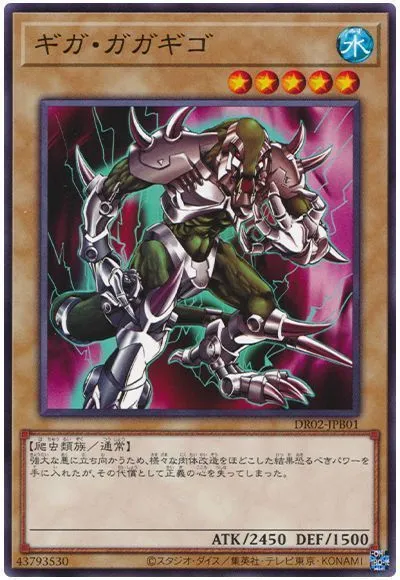 ギガ・ガガギゴ
水
DR02-JPB01
【爬虫類族／通常】
強大な悪に立ち向かうため、様々な肉体改造をほどこした結果恐るべきパワーを
手に入れたが、その代償として正義の心を失ってしまった。
ATK/2450 DEF/1500
43793530 ©スタジオ・ダイス／集英社・テレビ東京・KONAMI